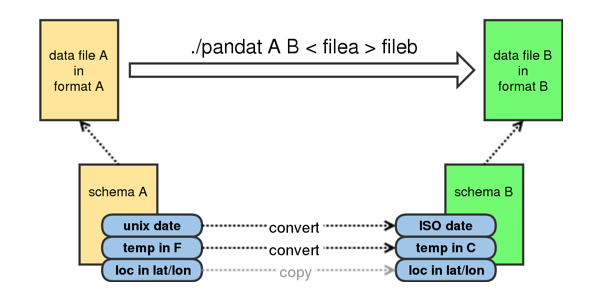 ./pandat A B < filea > fileb
data file A
in
format A
data file B
in
format B
schema A
schema B
unix date
convert
ISO date
temp in F
convert
temp in C
loc in lat/lon
copy
loc in lat/lon